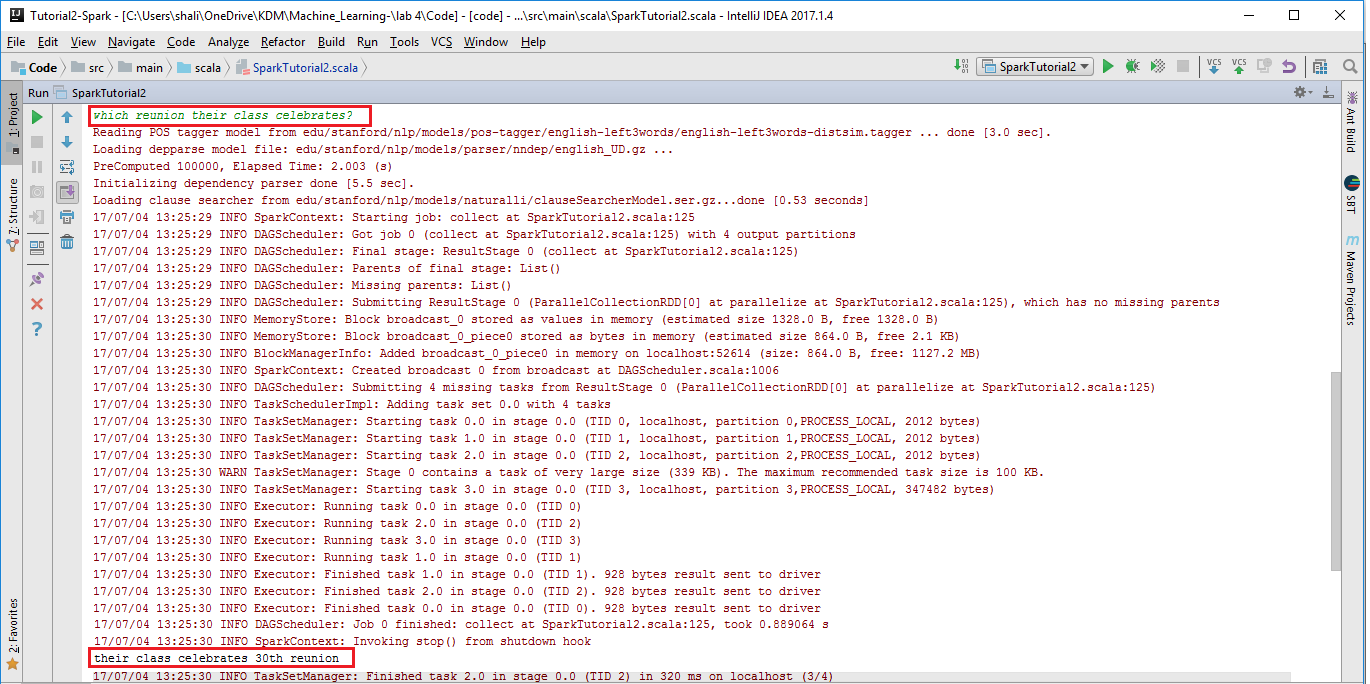 Tutorial2-Spark - [C:\Users\shali\OneDrive\KDM\Machine_Learning-\lab 4\Code] - [code] - ...\src\main\scala\SparkTutorial2.scala - IntelliJ IDEA 2017.1.4
File Edit View Navigate Code Analyze Refactor Build Run Tools VCS Window Help
Code src main scala SparkTutorial2.scala SparkTutorial2 VCS VCS
Run SparkTutorial2
1: Project
7: Structure
2: Favorites
which reunion their class celebrates?
Reading POS tagger model from edu/stanford/nlp/models/pos-tagger/english-left3words/english-left3words-distsim.tagger ... done [3.0 sec].
Loading depparse model file: edu/stanford/nlp/models/parser/nndep/english_UD.gz ...
PreComputed 100000, Elapsed Time: 2.003 (s)
Initializing dependency parser done [5.5 sec].
Loading clause searcher from edu/stanford/nlp/models/naturalli/clauseSearcherModel.ser.gz...done [0.53 seconds]
17/07/04 13:25:29 INFO SparkContext: Starting job: collect at SparkTutorial2.scala:125
17/07/04 13:25:29 INFO DAGScheduler: Got job 0 (collect at SparkTutorial2.scala:125) with 4 output partitions
17/07/04 13:25:29 INFO DAGScheduler: Final stage: ResultStage 0 (collect at SparkTutorial2.scala:125)
17/07/04 13:25:29 INFO DAGScheduler: Parents of final stage: List()
17/07/04 13:25:29 INFO DAGScheduler: Missing parents: List()
17/07/04 13:25:29 INFO DAGScheduler: Submitting ResultStage 0 (ParallelCollectionRDD[0] at parallelize at SparkTutorial2.scala:125), which has no missing parents
17/07/04 13:25:30 INFO MemoryStore: Block broadcast_0 stored as values in memory (estimated size 1328.0 B, free 1328.0 B)
17/07/04 13:25:30 INFO MemoryStore: Block broadcast_0_piece0 stored as bytes in memory (estimated size 864.0 B, free 2.1 KB)
17/07/04 13:25:30 INFO BlockManagerInfo: Added broadcast_0_piece0 in memory on localhost:52614 (size: 864.0 B, free: 1127.2 MB)
17/07/04 13:25:30 INFO SparkContext: Created broadcast 0 from broadcast at DAGScheduler.scala:1006
17/07/04 13:25:30 INFO DAGScheduler: Submitting 4 missing tasks from ResultStage 0 (ParallelCollectionRDD[0] at parallelize at SparkTutorial2.scala:125)
17/07/04 13:25:30 INFO TaskSchedulerImpl: Adding task set 0.0 with 4 tasks
17/07/04 13:25:30 INFO TaskSetManager: Starting task 0.0 in stage 0.0 (TID 0, localhost, partition 0,PROCESS_LOCAL, 2012 bytes)
17/07/04 13:25:30 INFO TaskSetManager: Starting task 1.0 in stage 0.0 (TID 1, localhost, partition 1,PROCESS_LOCAL, 2012 bytes)
17/07/04 13:25:30 INFO TaskSetManager: Starting task 2.0 in stage 0.0 (TID 2, localhost, partition 2,PROCESS_LOCAL, 2012 bytes)
17/07/04 13:25:30 WARN TaskSetManager: Stage 0 contains a task of very large size (339 KB). The maximum recommended task size is 100 KB.
17/07/04 13:25:30 INFO TaskSetManager: Starting task 3.0 in stage 0.0 (TID 3, localhost, partition 3,PROCESS_LOCAL, 347482 bytes)
17/07/04 13:25:30 INFO Executor: Running task 0.0 in stage 0.0 (TID 0)
17/07/04 13:25:30 INFO Executor: Running task 2.0 in stage 0.0 (TID 2)
17/07/04 13:25:30 INFO Executor: Running task 3.0 in stage 0.0 (TID 3)
17/07/04 13:25:30 INFO Executor: Running task 1.0 in stage 0.0 (TID 1)
17/07/04 13:25:30 INFO Executor: Finished task 1.0 in stage 0.0 (TID 1). 928 bytes result sent to driver
17/07/04 13:25:30 INFO Executor: Finished task 2.0 in stage 0.0 (TID 2). 928 bytes result sent to driver
17/07/04 13:25:30 INFO Executor: Finished task 0.0 in stage 0.0 (TID 0). 928 bytes result sent to driver
17/07/04 13:25:30 INFO DAGScheduler: Job 0 finished: collect at SparkTutorial2.scala:125, took 0.889064 s
17/07/04 13:25:30 INFO SparkContext: Invoking stop() from shutdown hook
their class celebrates 30th reunion
17/07/04 13:25:30 INFO TaskSetManager: Finished task 2.0 in stage 0.0 (TID 2) in 320 ms on localhost (3/4)
Ant Build
SBT
Maven Projects